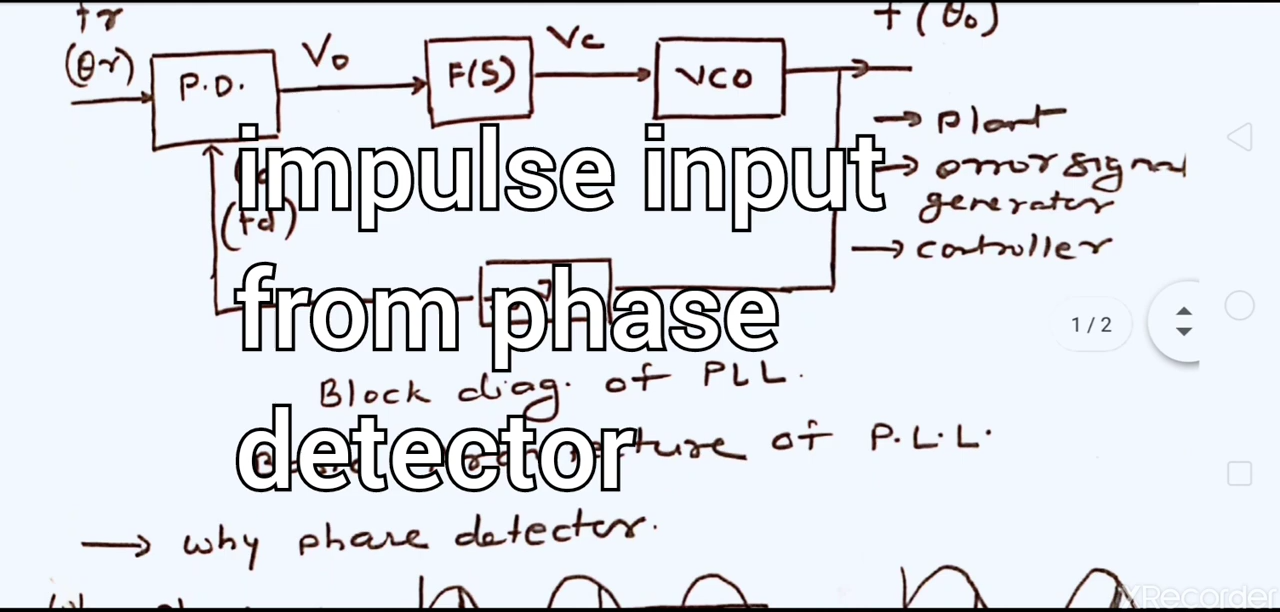 fr
(θr)
P.D.
Vo
F(S)
Vc
VCO
f(θo)
→ plant
→ error signal
generator
→ controller
(fd)
impulse input
from phase
detector
1 / 2
Block diag. of PLL.
of P.L.L.
→ why phase detector.
XRecorder